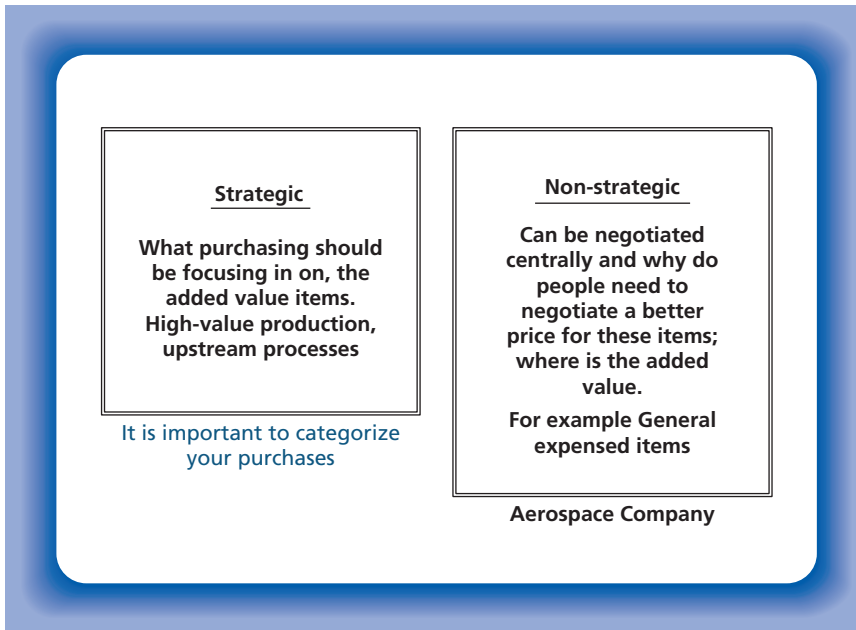 Strategic
What purchasing should
be focusing in on, the
added value items.
High-value production,
upstream processes
It is important to categorize
your purchases
Non-strategic
Can be negotiated
centrally and why do
people need to
negotiate a better
price for these items;
where is the added
value.
For example General
expensed items
Aerospace Company